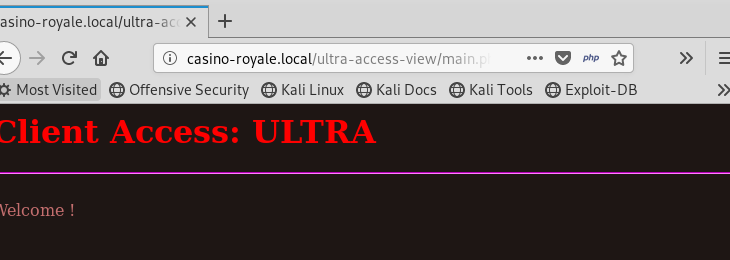 asino-royale.local/ultra-acc
casino-royale.local/ultra-access-view/main.p
php
Most Visited Offensive Security Kali Linux Kali Docs Kali Tools Exploit-DB
Client Access: ULTRA
Welcome !